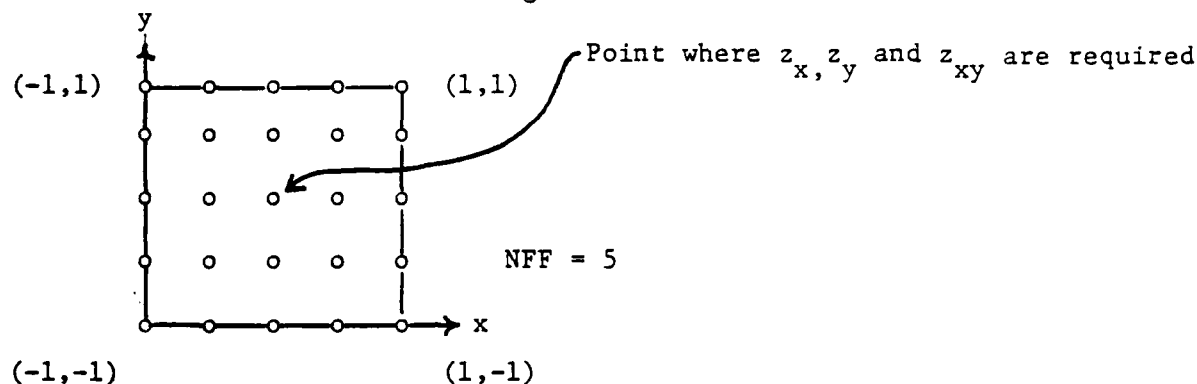 y
Point where z_x, z_y and z_xy are required
(-1,1)
(1,1)
NFF = 5
x
(-1,-1)
(1,-1)